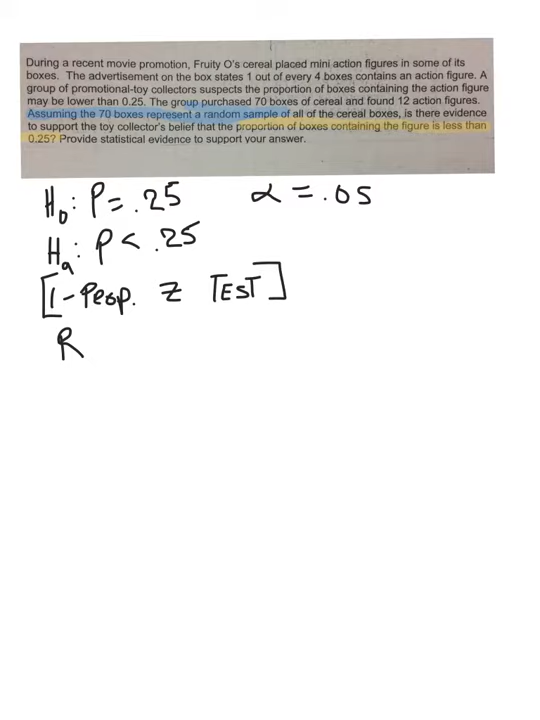 During a recent movie promotion, Fruity O's cereal placed mini action figures in some of its
boxes. The advertisement on the box states 1 out of every 4 boxes contains an action figure. A
group of promotional-toy collectors suspects the proportion of boxes containing the action figure
may be lower than 0.25. The group purchased 70 boxes of cereal and found 12 action figures.
Assuming the 70 boxes represent a random sample of all of the cereal boxes, is there evidence
to support the toy collector's belief that the proportion of boxes containing the figure is less than
0.25? Provide statistical evidence to support your answer.
H₀: P = .25 α = .05
Hₐ: P < .25
[1-Prop. Z TEST]
R